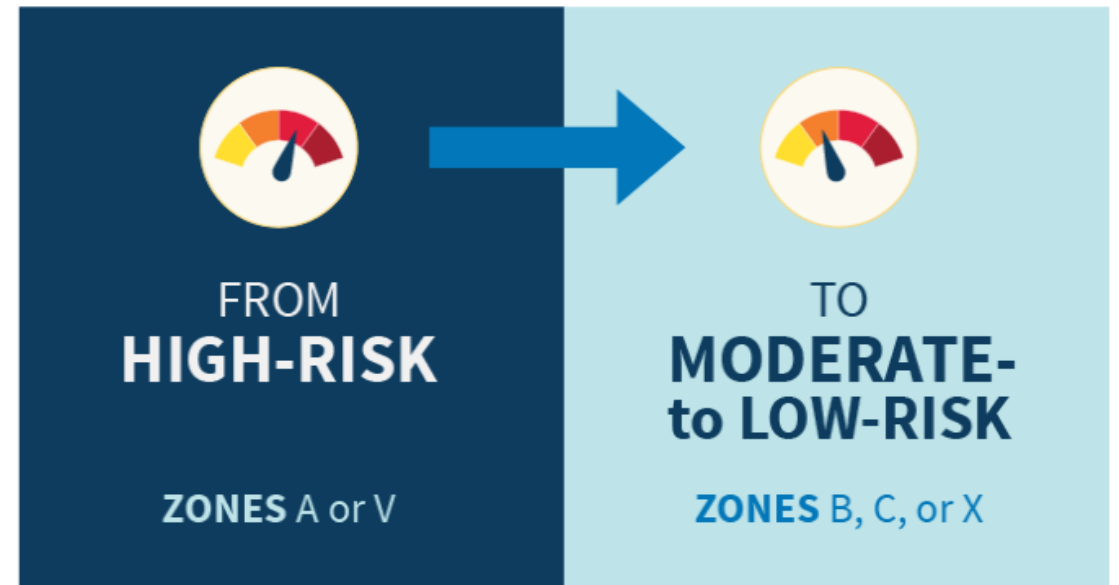 FROM
HIGH-RISK
ZONES A or V
TO
MODERATE-
to LOW-RISK
ZONES B, C, or X